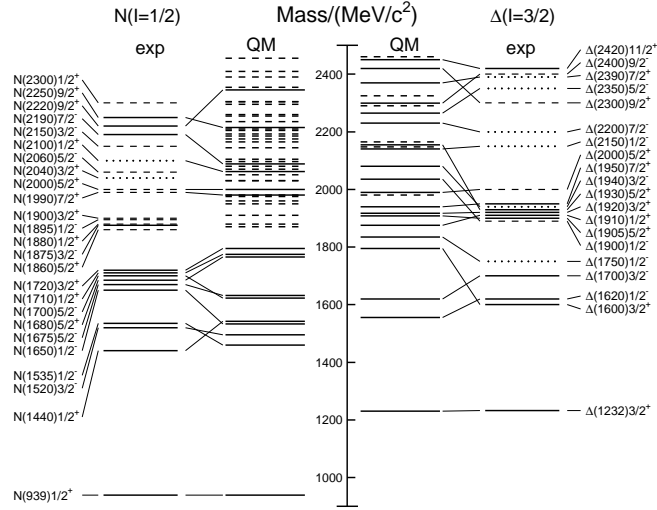 N(I=1/2)
Mass/(MeV/c²)
Δ(I=3/2)
exp
QM
QM
exp
N(2300)1/2⁺
N(2250)9/2⁻
N(2220)9/2⁺
N(2190)7/2⁻
N(2150)3/2⁻
N(2100)1/2⁺
N(2060)5/2⁻
N(2040)3/2⁺
N(2000)5/2⁺
N(1990)7/2⁺
N(1900)3/2⁺
N(1895)1/2⁻
N(1880)1/2⁺
N(1875)3/2⁻
N(1860)5/2⁺
N(1720)3/2⁺
N(1710)1/2⁺
N(1700)5/2⁻
N(1680)5/2⁺
N(1675)5/2⁻
N(1650)1/2⁻
N(1535)1/2⁻
N(1520)3/2⁻
N(1440)1/2⁺
N(939)1/2⁺
2400
2200
2000
1800
1600
1400
1200
1000
Δ(2420)11/2⁺
Δ(2400)9/2⁻
Δ(2390)7/2⁺
Δ(2350)5/2⁻
Δ(2300)9/2⁺
Δ(2200)7/2⁻
Δ(2150)1/2⁻
Δ(2000)5/2⁺
Δ(1950)7/2⁺
Δ(1940)3/2⁻
Δ(1930)5/2⁻
Δ(1920)3/2⁺
Δ(1910)1/2⁺
Δ(1905)5/2⁺
Δ(1900)1/2⁻
Δ(1750)1/2⁻
Δ(1700)3/2⁻
Δ(1620)1/2⁻
Δ(1600)3/2⁺
Δ(1232)3/2⁺